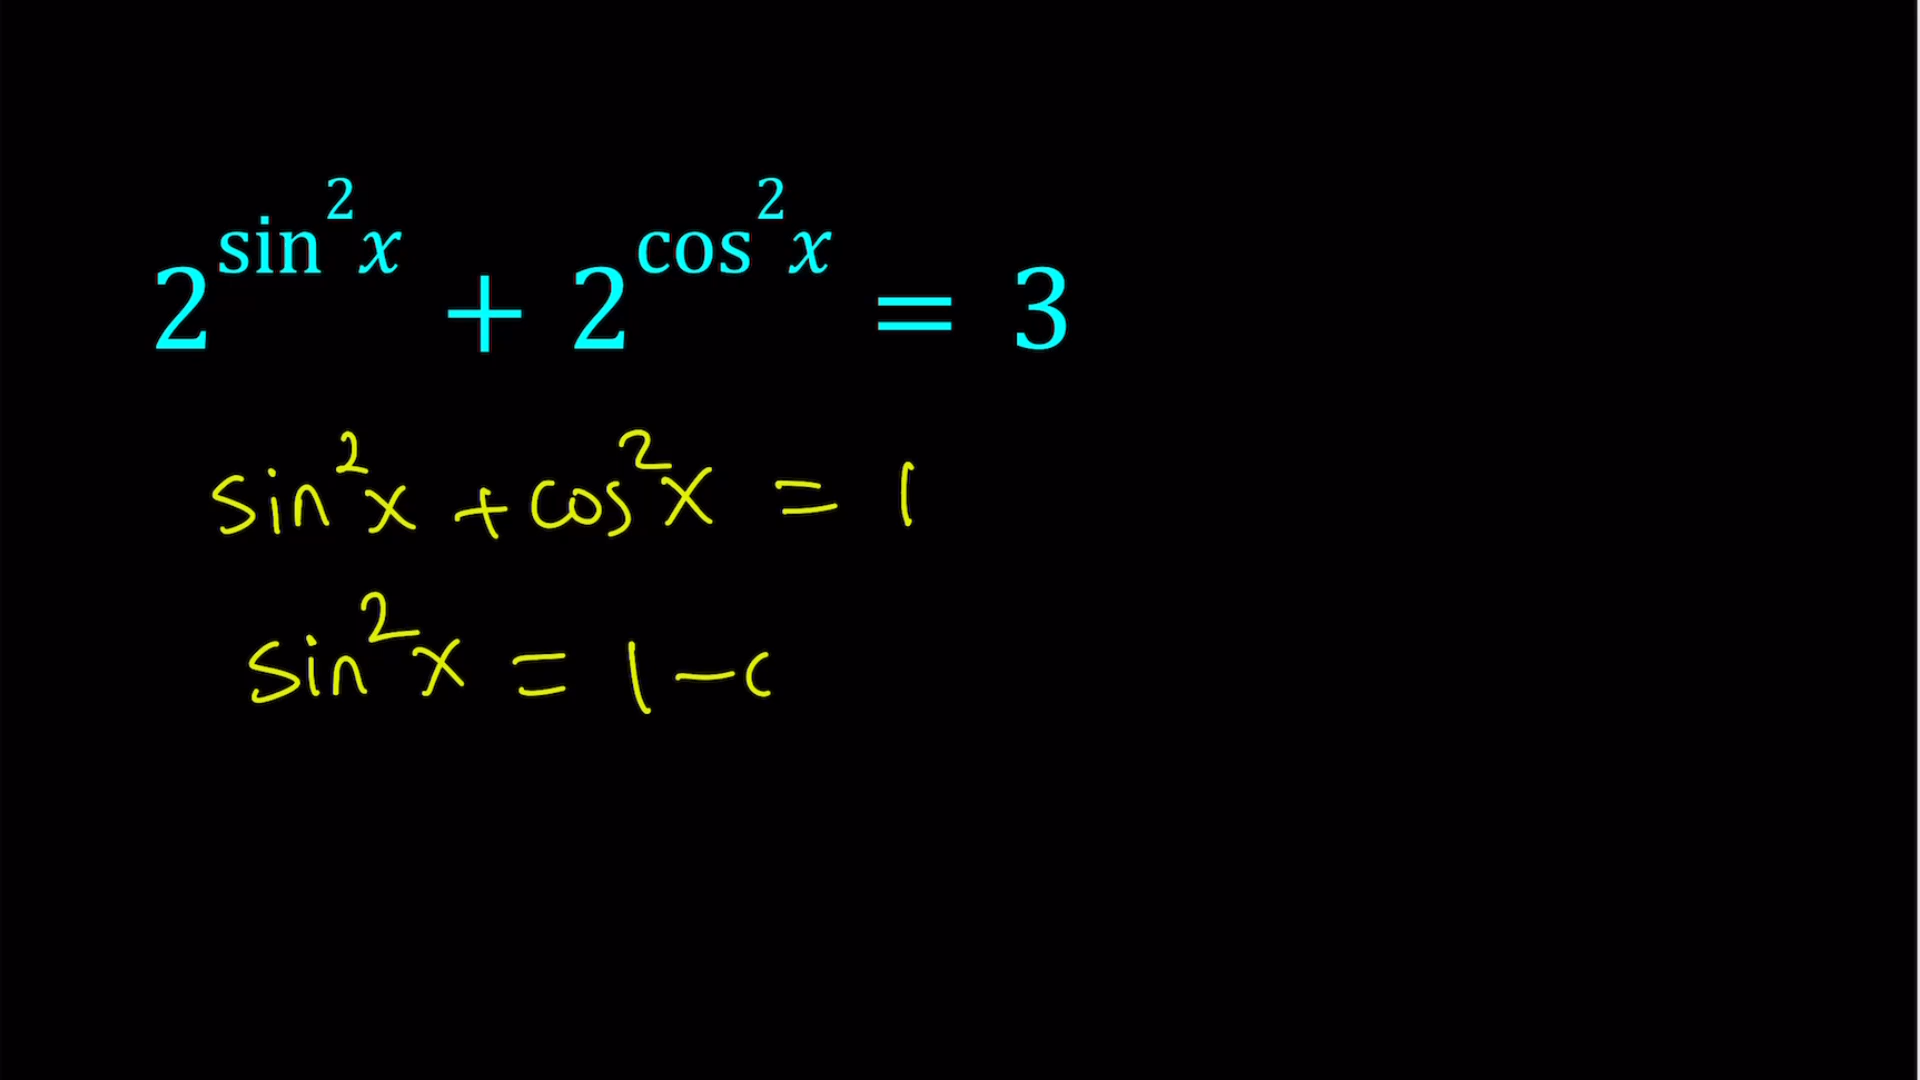 2^{sin^2 x} + 2^{cos^2 x} = 3
sin^2 x + cos^2 x = 1
sin^2 x = 1 - c